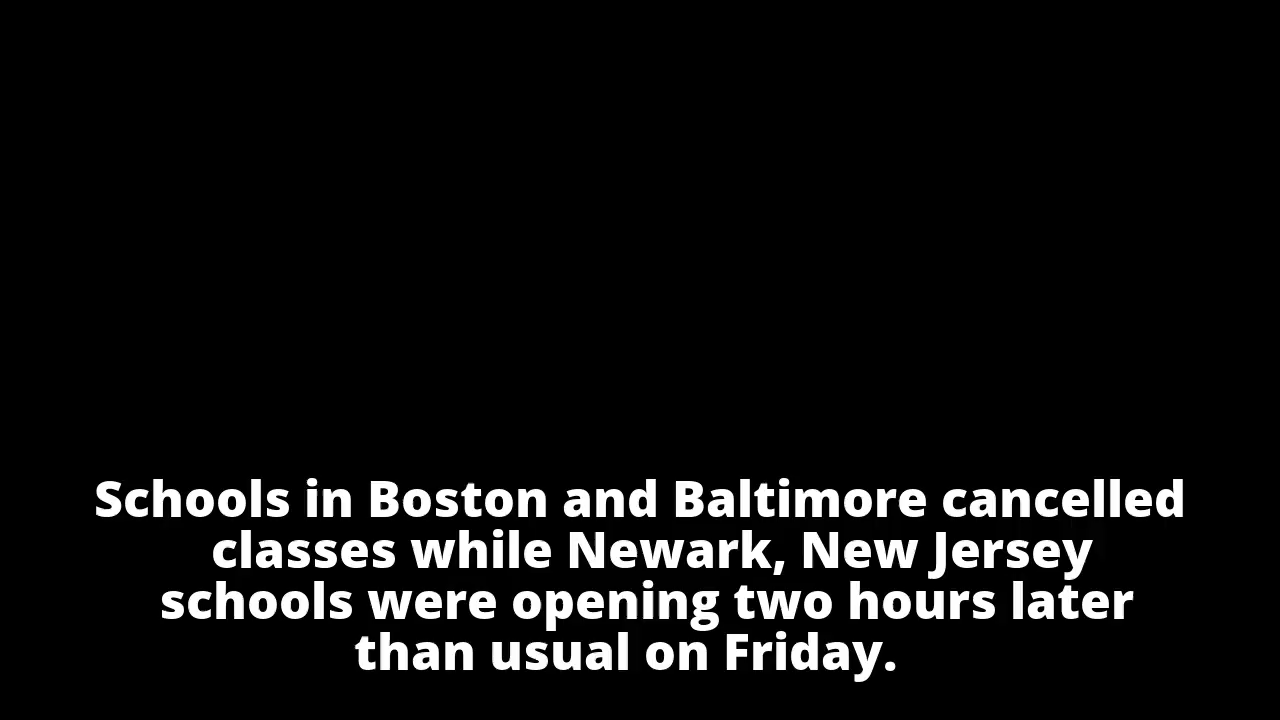 Schools in Boston and Baltimore cancelled
classes while Newark, New Jersey
schools were opening two hours later
than usual on Friday.